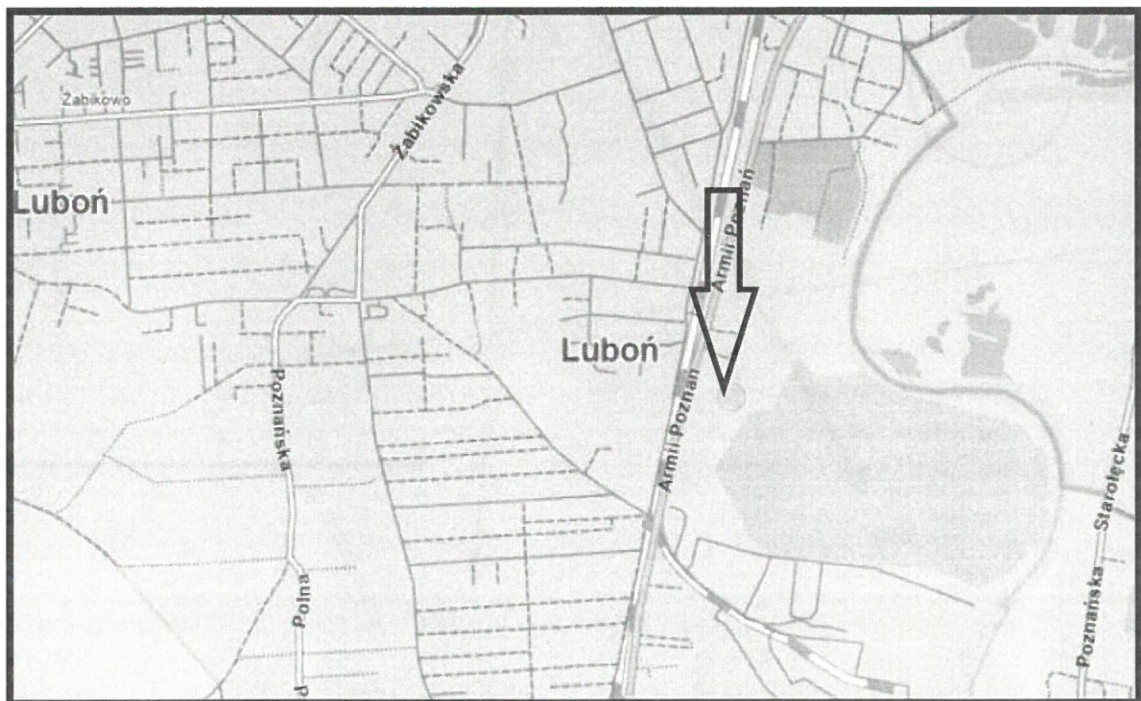 Żabikowo
Żabikowska
Luboń
Armii Poznań
Luboń
Armii Poznań
Poznańska
Starołęcka
Polna
Poznańska
P